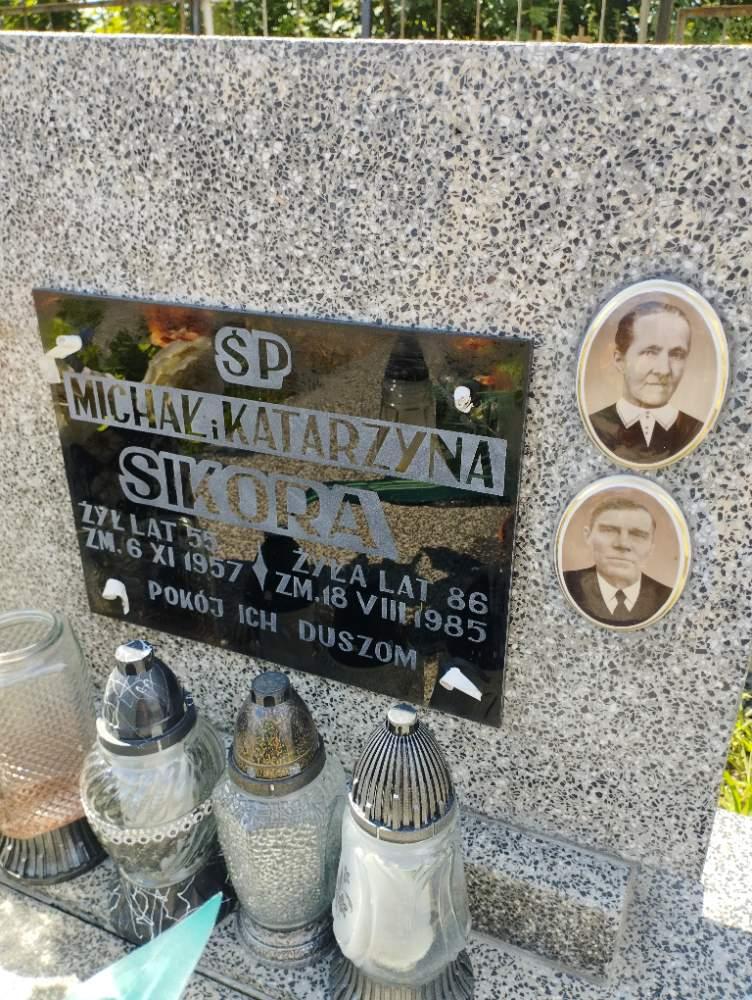 ŚP
MICHAŁ i KATARZYNA
SIKORA
ŻYŁ LAT 55
ZM. 6 XI 1957
ŻYŁA LAT 86
ZM. 18 VIII 1985
POKÓJ ICH DUSZOM